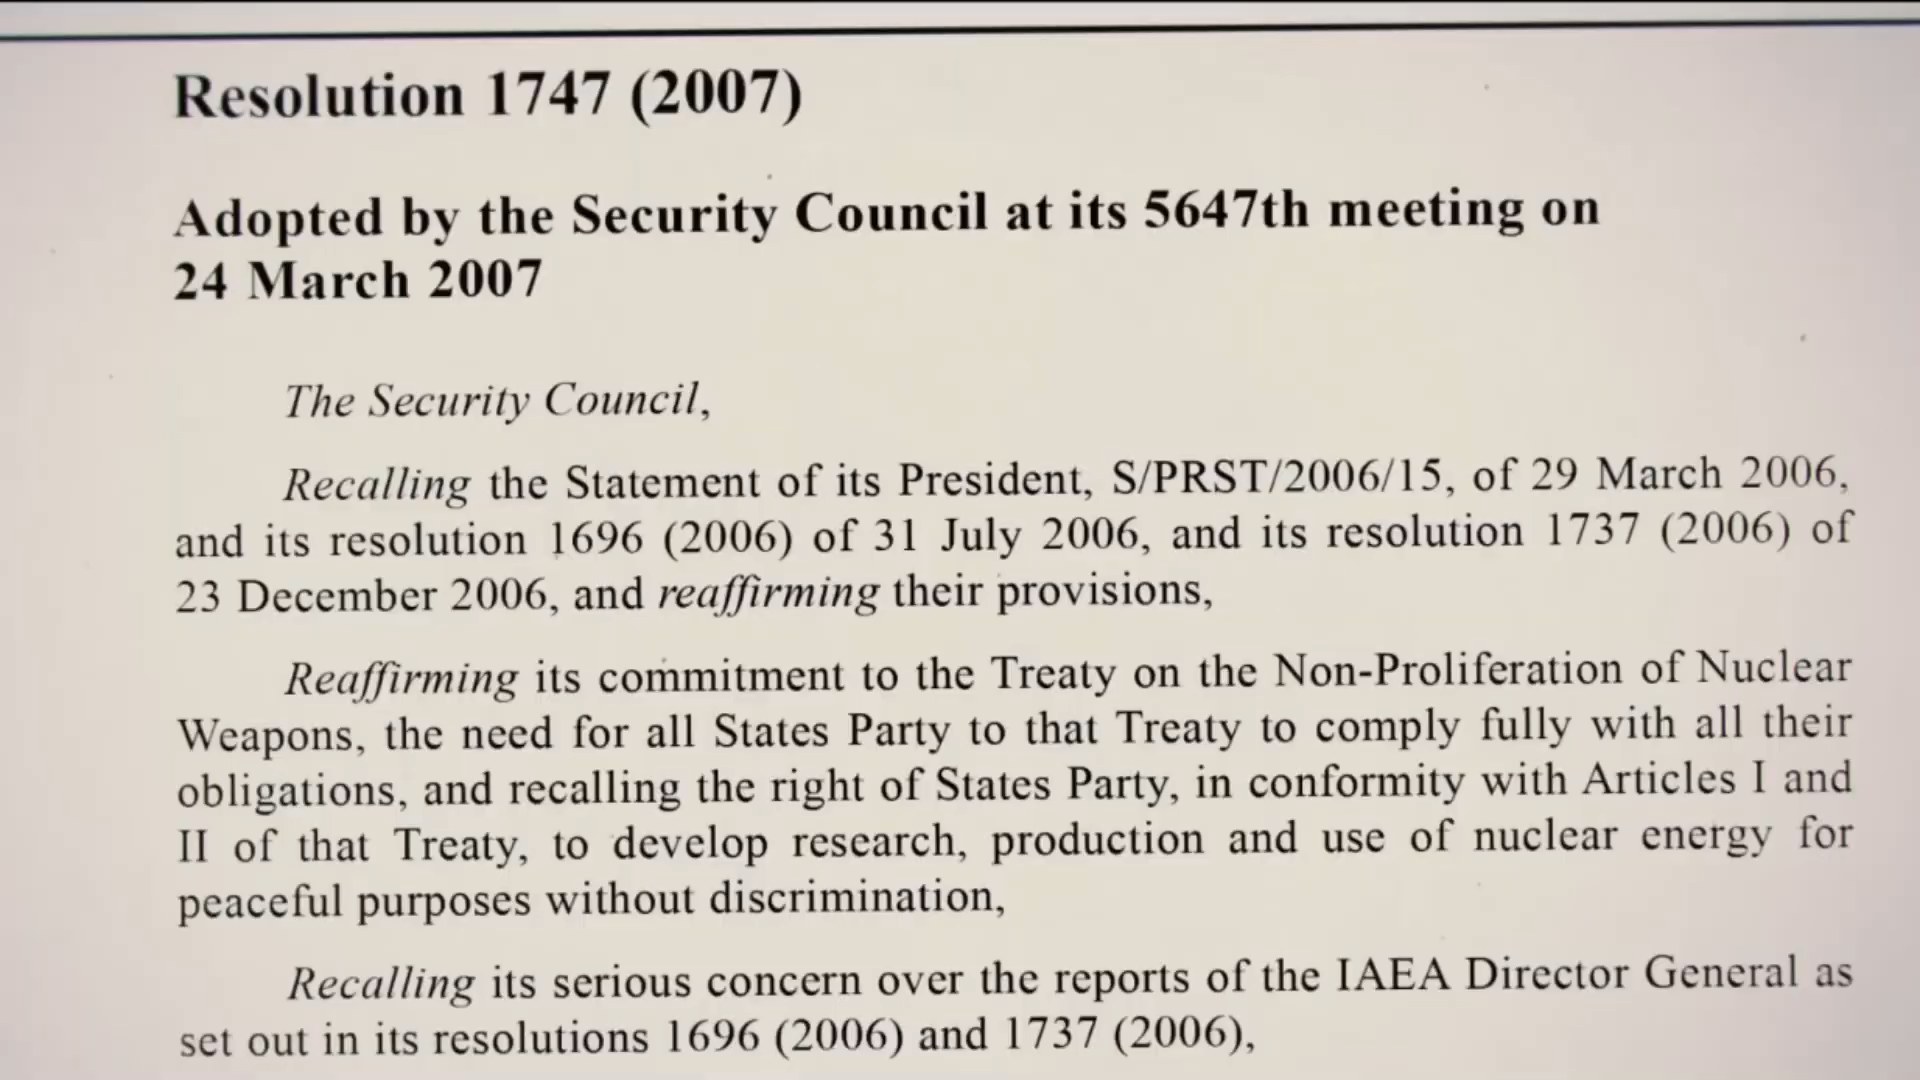 Resolution 1747 (2007)
Adopted by the Security Council at its 5647th meeting on
24 March 2007
The Security Council,
Recalling the Statement of its President, S/PRST/2006/15, of 29 March 2006,
and its resolution 1696 (2006) of 31 July 2006, and its resolution 1737 (2006) of
23 December 2006, and reaffirming their provisions,
Reaffirming its commitment to the Treaty on the Non-Proliferation of Nuclear
Weapons, the need for all States Party to that Treaty to comply fully with all their
obligations, and recalling the right of States Party, in conformity with Articles I and
II of that Treaty, to develop research, production and use of nuclear energy for
peaceful purposes without discrimination,
Recalling its serious concern over the reports of the IAEA Director General as
set out in its resolutions 1696 (2006) and 1737 (2006),